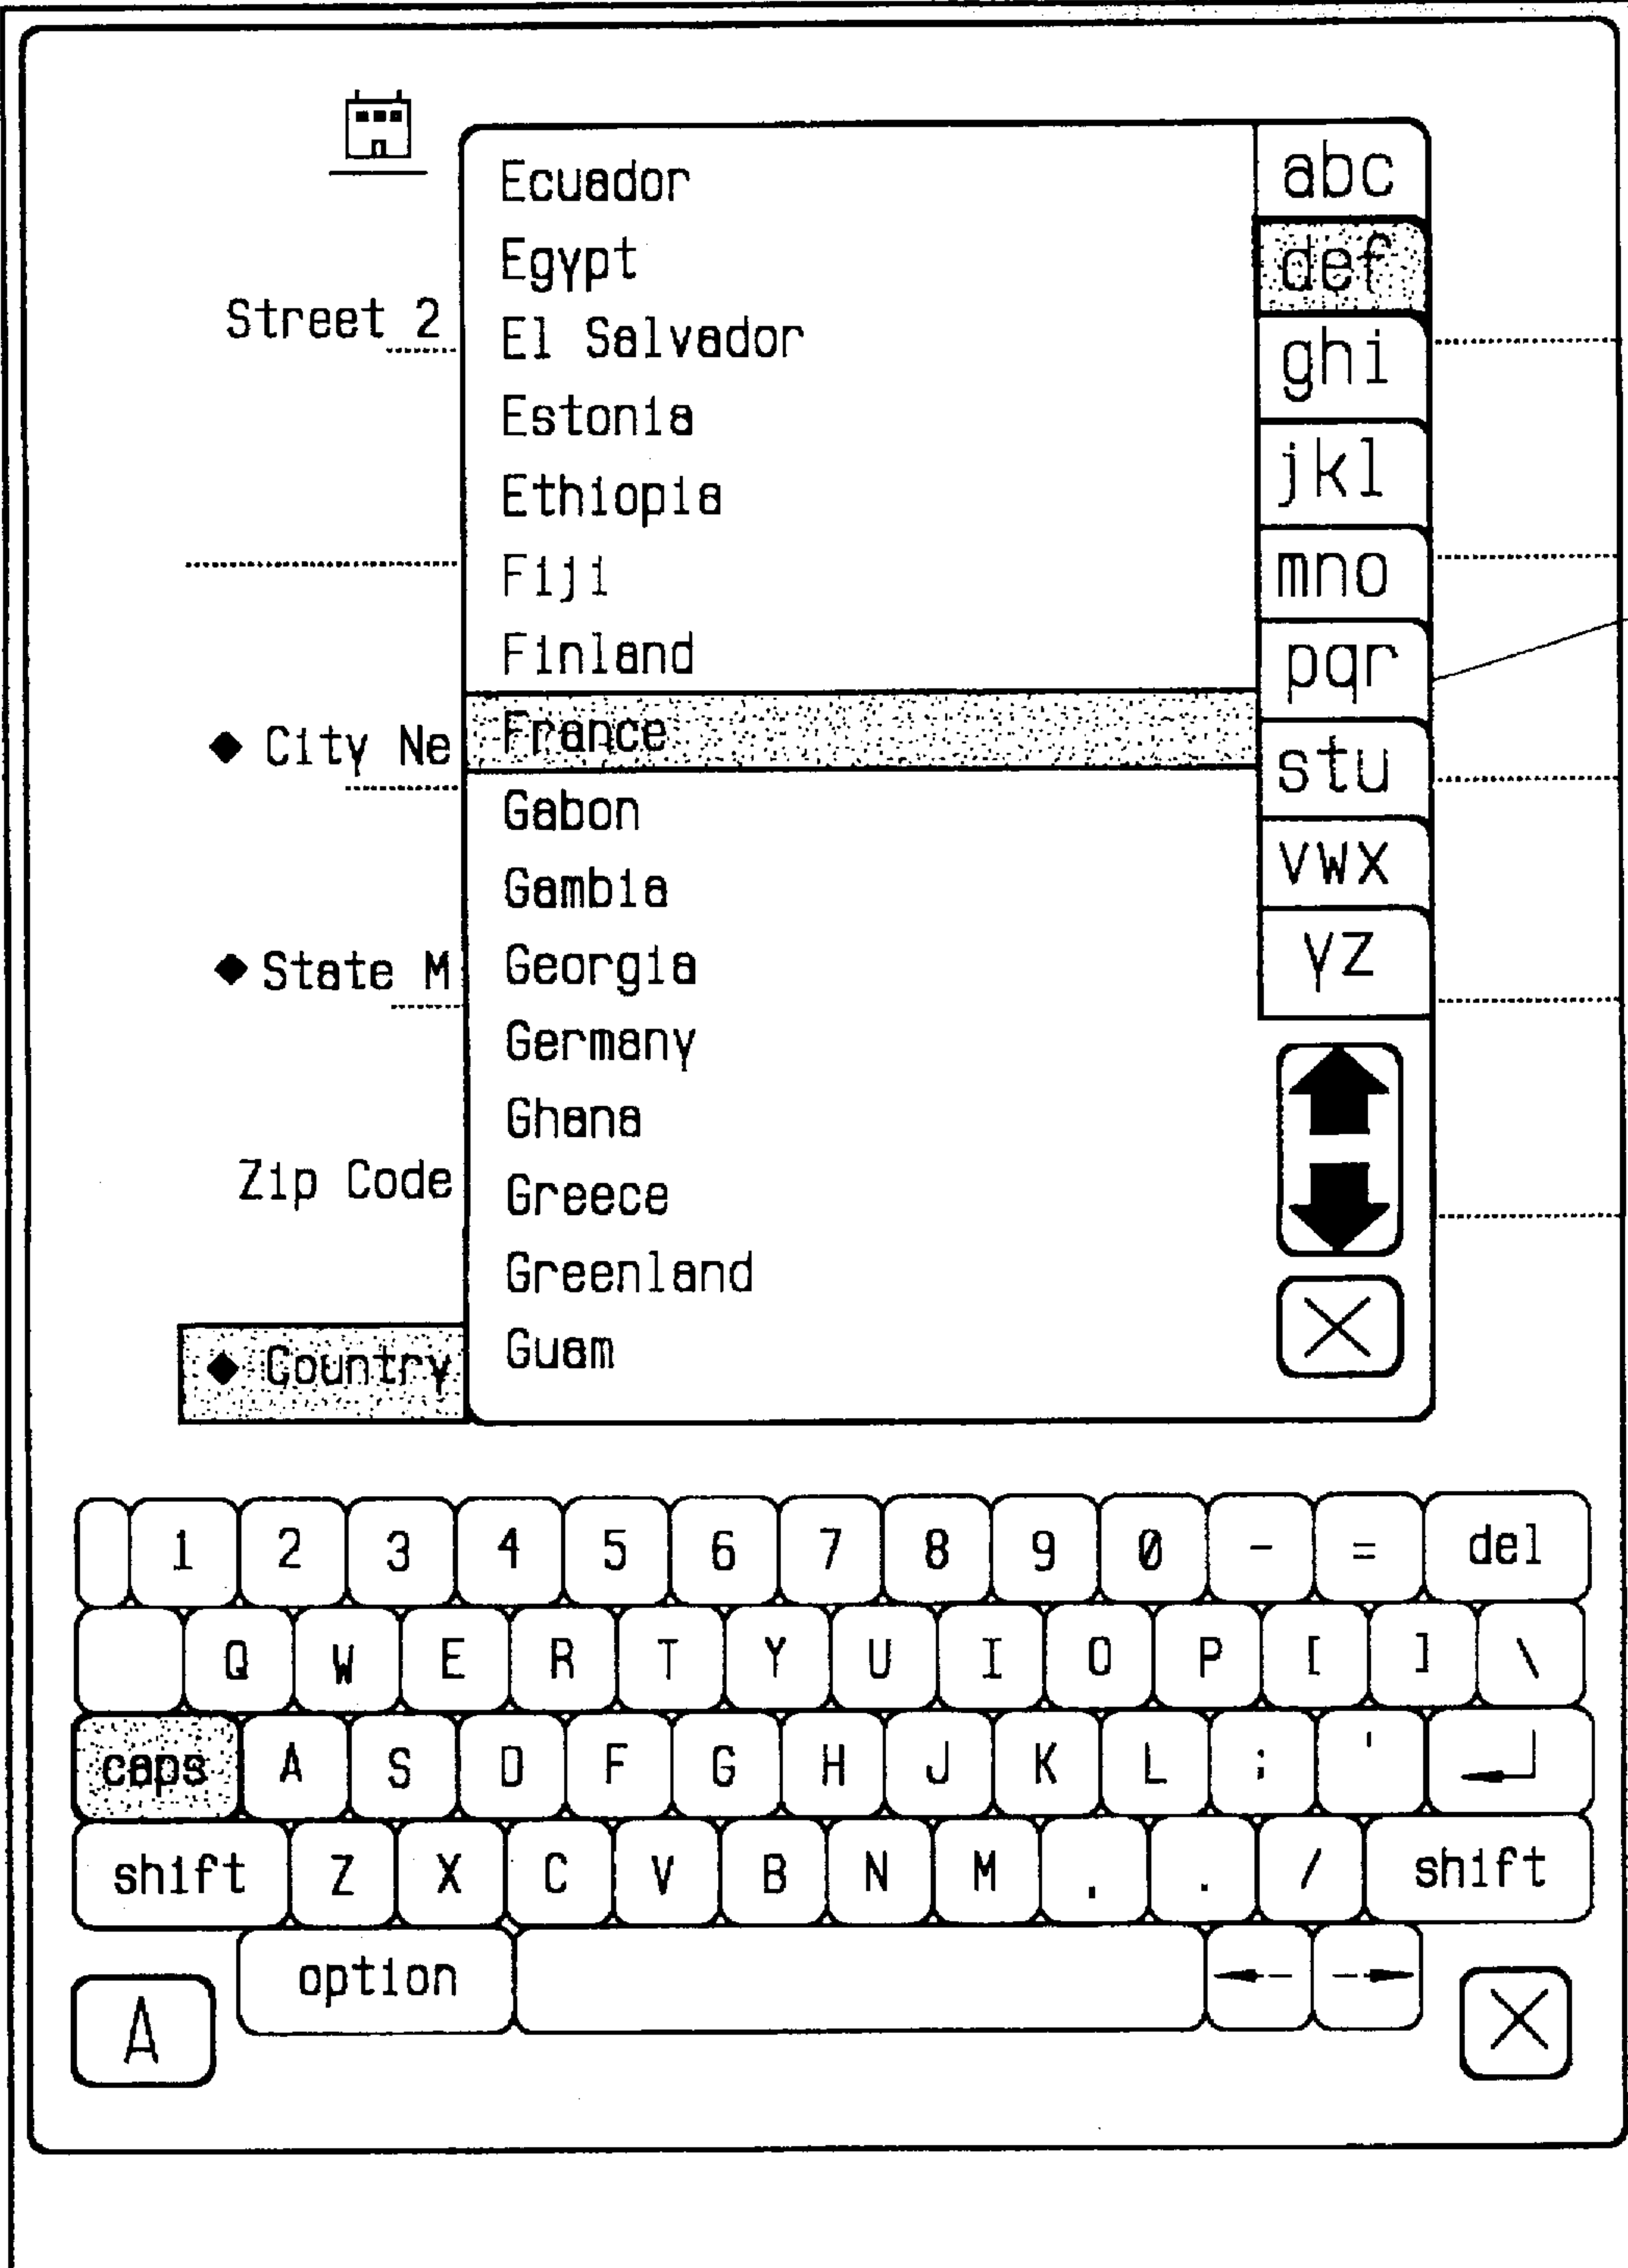 Ecuador
Egypt
Street 2
El Salvador
Estonia
Ethiopia
Fiji
Finland
◆ City Ne
France
Gabon
Gambia
◆ State M
Georgia
Germany
Ghana
Zip Code
Greece
Greenland
◆ Country
Guam
abc
def
ghi
jkl
mno
pqr
stu
vwx
yz
1 2 3 4 5 6 7 8 9 0 - = del
Q W E R T Y U I O P [ ] \
caps A S D F G H J K L ; '
shift Z X C V B N M , . / shift
option
A